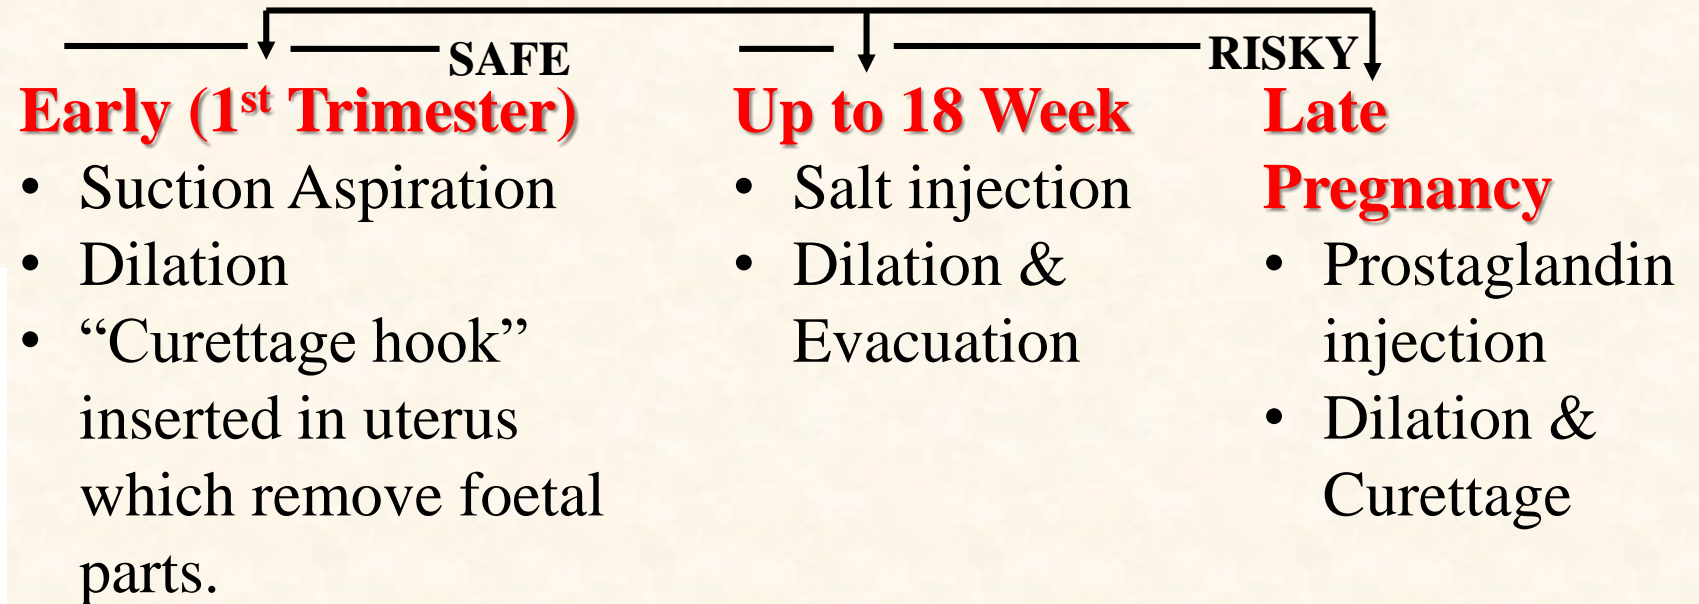 SAFE
RISKY
Early (1st Trimester)
• Suction Aspiration
• Dilation
• “Curettage hook”
inserted in uterus
which remove foetal
parts.
Up to 18 Week
• Salt injection
• Dilation &
Evacuation
Late
Pregnancy
• Prostaglandin
injection
• Dilation &
Curettage